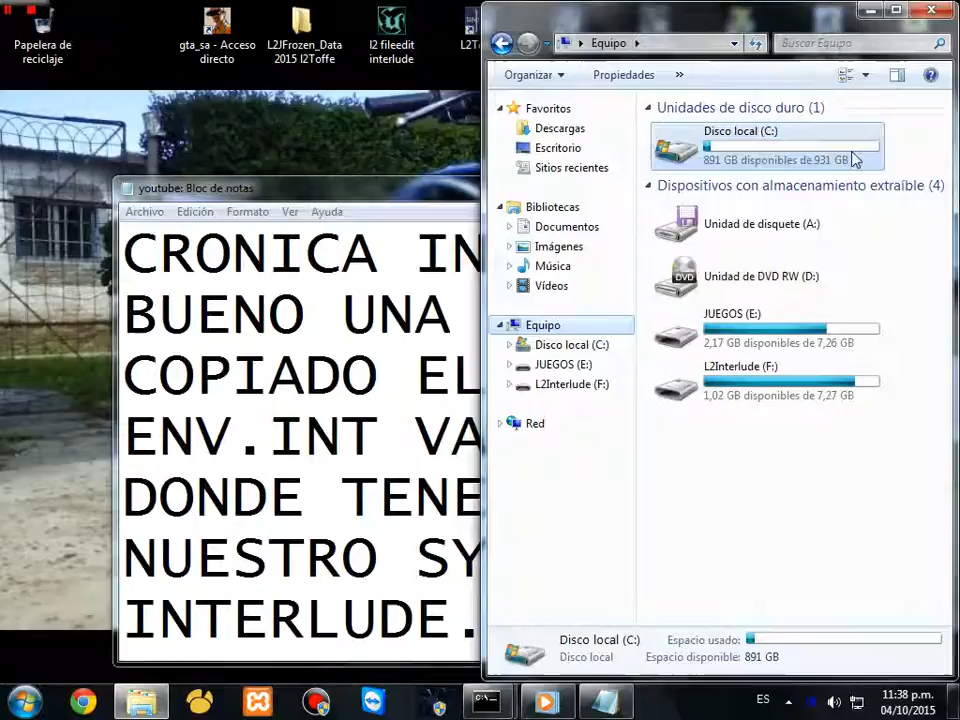 Papelera de
reciclaje
gta_sa - Acceso
directo
L2JFrozen_Data
2015 l2Toffe
l2 fileedit
interlude
Equipo
Buscar Equipo
Organizar
Propiedades
»
Favoritos
Descargas
Escritorio
Sitios recientes
Bibliotecas
Documentos
Imágenes
Música
Vídeos
Equipo
Disco local (C:)
JUEGOS (E:)
L2Interlude (F:)
Red
Unidades de disco duro (1)
Disco local (C:)
891 GB disponibles de 931 GB
Dispositivos con almacenamiento extraíble (4)
Unidad de disquete (A:)
Unidad de DVD RW (D:)
JUEGOS (E:)
2,17 GB disponibles de 7,26 GB
L2Interlude (F:)
1,02 GB disponibles de 7,27 GB
Disco local (C:)
Espacio usado:
Disco local
Espacio disponible: 891 GB
youtube: Bloc de notas
Archivo Edición Formato Ver Ayuda
CRONICA IN
BUENO UNA
COPIADO EL
ENV.INT VA
DONDE TENE
NUESTRO SY
INTERLUDE.
ES
11:38 p.m.
04/10/2015